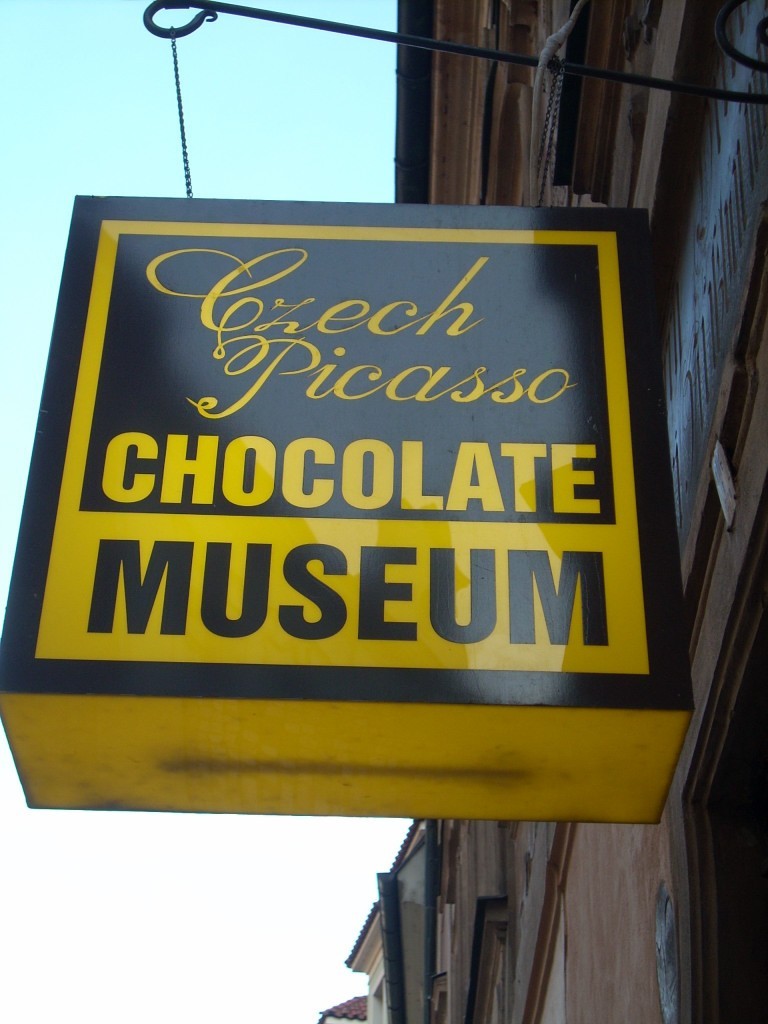 Czech
Picasso
CHOCOLATE
MUSEUM